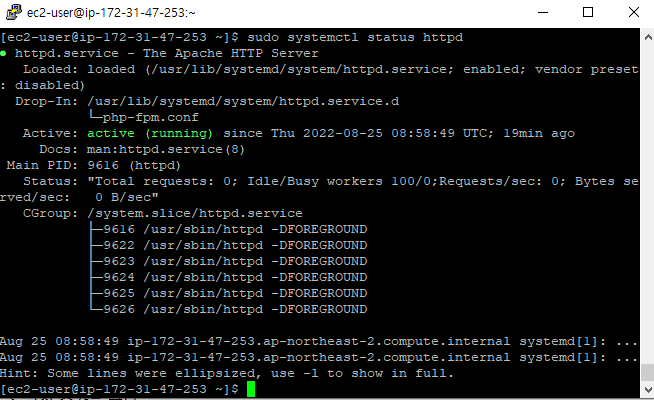 ec2-user@ip-172-31-47-253:~
[ec2-user@ip-172-31-47-253 ~]$ sudo systemctl status httpd
● httpd.service - The Apache HTTP Server
   Loaded: loaded (/usr/lib/systemd/system/httpd.service; enabled; vendor preset
: disabled)
  Drop-In: /usr/lib/systemd/system/httpd.service.d
           └─php-fpm.conf
   Active: active (running) since Thu 2022-08-25 08:58:49 UTC; 19min ago
     Docs: man:httpd.service(8)
 Main PID: 9616 (httpd)
   Status: "Total requests: 0; Idle/Busy workers 100/0;Requests/sec: 0; Bytes se
rved/sec:   0 B/sec"
   CGroup: /system.slice/httpd.service
           ├─9616 /usr/sbin/httpd -DFOREGROUND
           ├─9622 /usr/sbin/httpd -DFOREGROUND
           ├─9623 /usr/sbin/httpd -DFOREGROUND
           ├─9624 /usr/sbin/httpd -DFOREGROUND
           ├─9625 /usr/sbin/httpd -DFOREGROUND
           └─9626 /usr/sbin/httpd -DFOREGROUND

Aug 25 08:58:49 ip-172-31-47-253.ap-northeast-2.compute.internal systemd[1]: ...
Aug 25 08:58:49 ip-172-31-47-253.ap-northeast-2.compute.internal systemd[1]: ...
Hint: Some lines were ellipsized, use -l to show in full.
[ec2-user@ip-172-31-47-253 ~]$